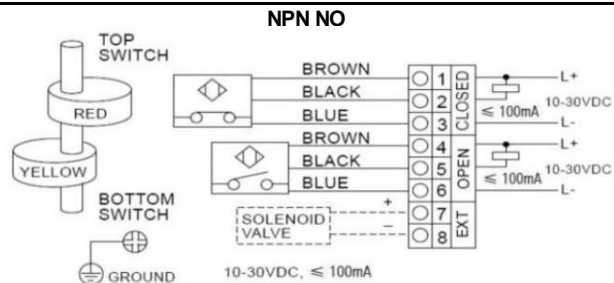 NPN NO
TOP
SWITCH
RED
YELLOW
BOTTOM
SWITCH
GROUND
BROWN
BLACK
BLUE
BROWN
BLACK
BLUE
SOLENOID
VALVE
+
−
10-30VDC, ≤ 100mA
1
2
3
4
5
6
7
8
CLOSED
OPEN
EXT
L+
10-30VDC
≤ 100mA
L-
L+
10-30VDC
≤ 100mA
L-